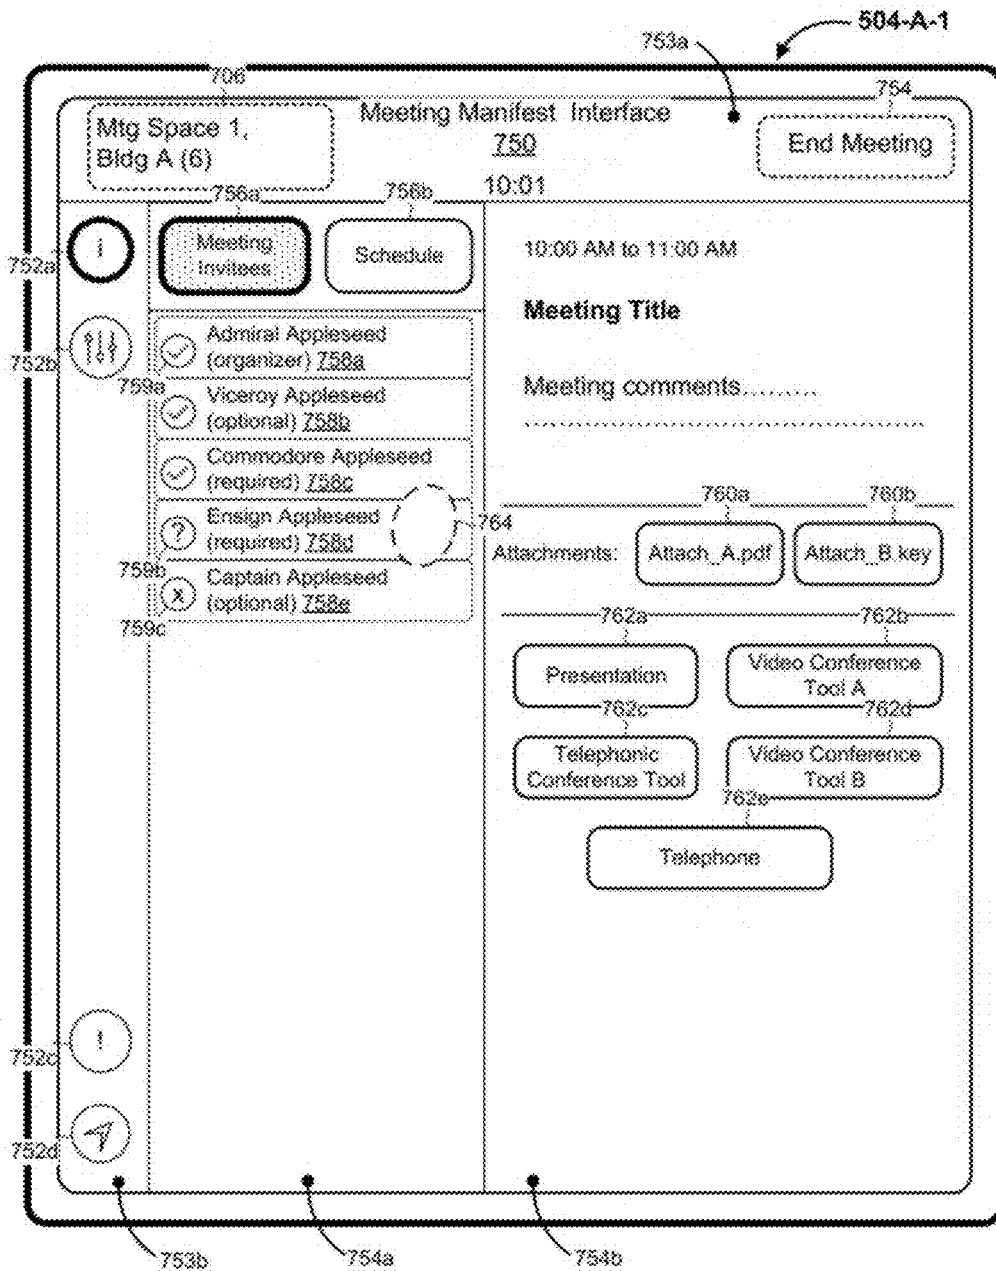 504-A-1
753a
706
754
Mtg Space 1,
Bldg A (6)
Meeting Manifest Interface
750
10:01
End Meeting
756a
756b
Meeting
Invitees
Schedule
i
752a
752b
10:00 AM to 11:00 AM
Meeting Title
Meeting comments.........
Admiral Appleseed
(organizer) 758a
759a
Viceroy Appleseed
(optional) 758b
Commodore Appleseed
(required) 758c
?
Ensign Appleseed
(required) 758d
764
759b
x
Captain Appleseed
(optional) 758e
759c
760a
760b
Attachments:
Attach_A.pdf
Attach_B.key
762a
762b
Presentation
Video Conference
Tool A
762c
762d
Telephonic
Conference Tool
Video Conference
Tool B
762e
Telephone
!
752c
752d
753b
754a
754b